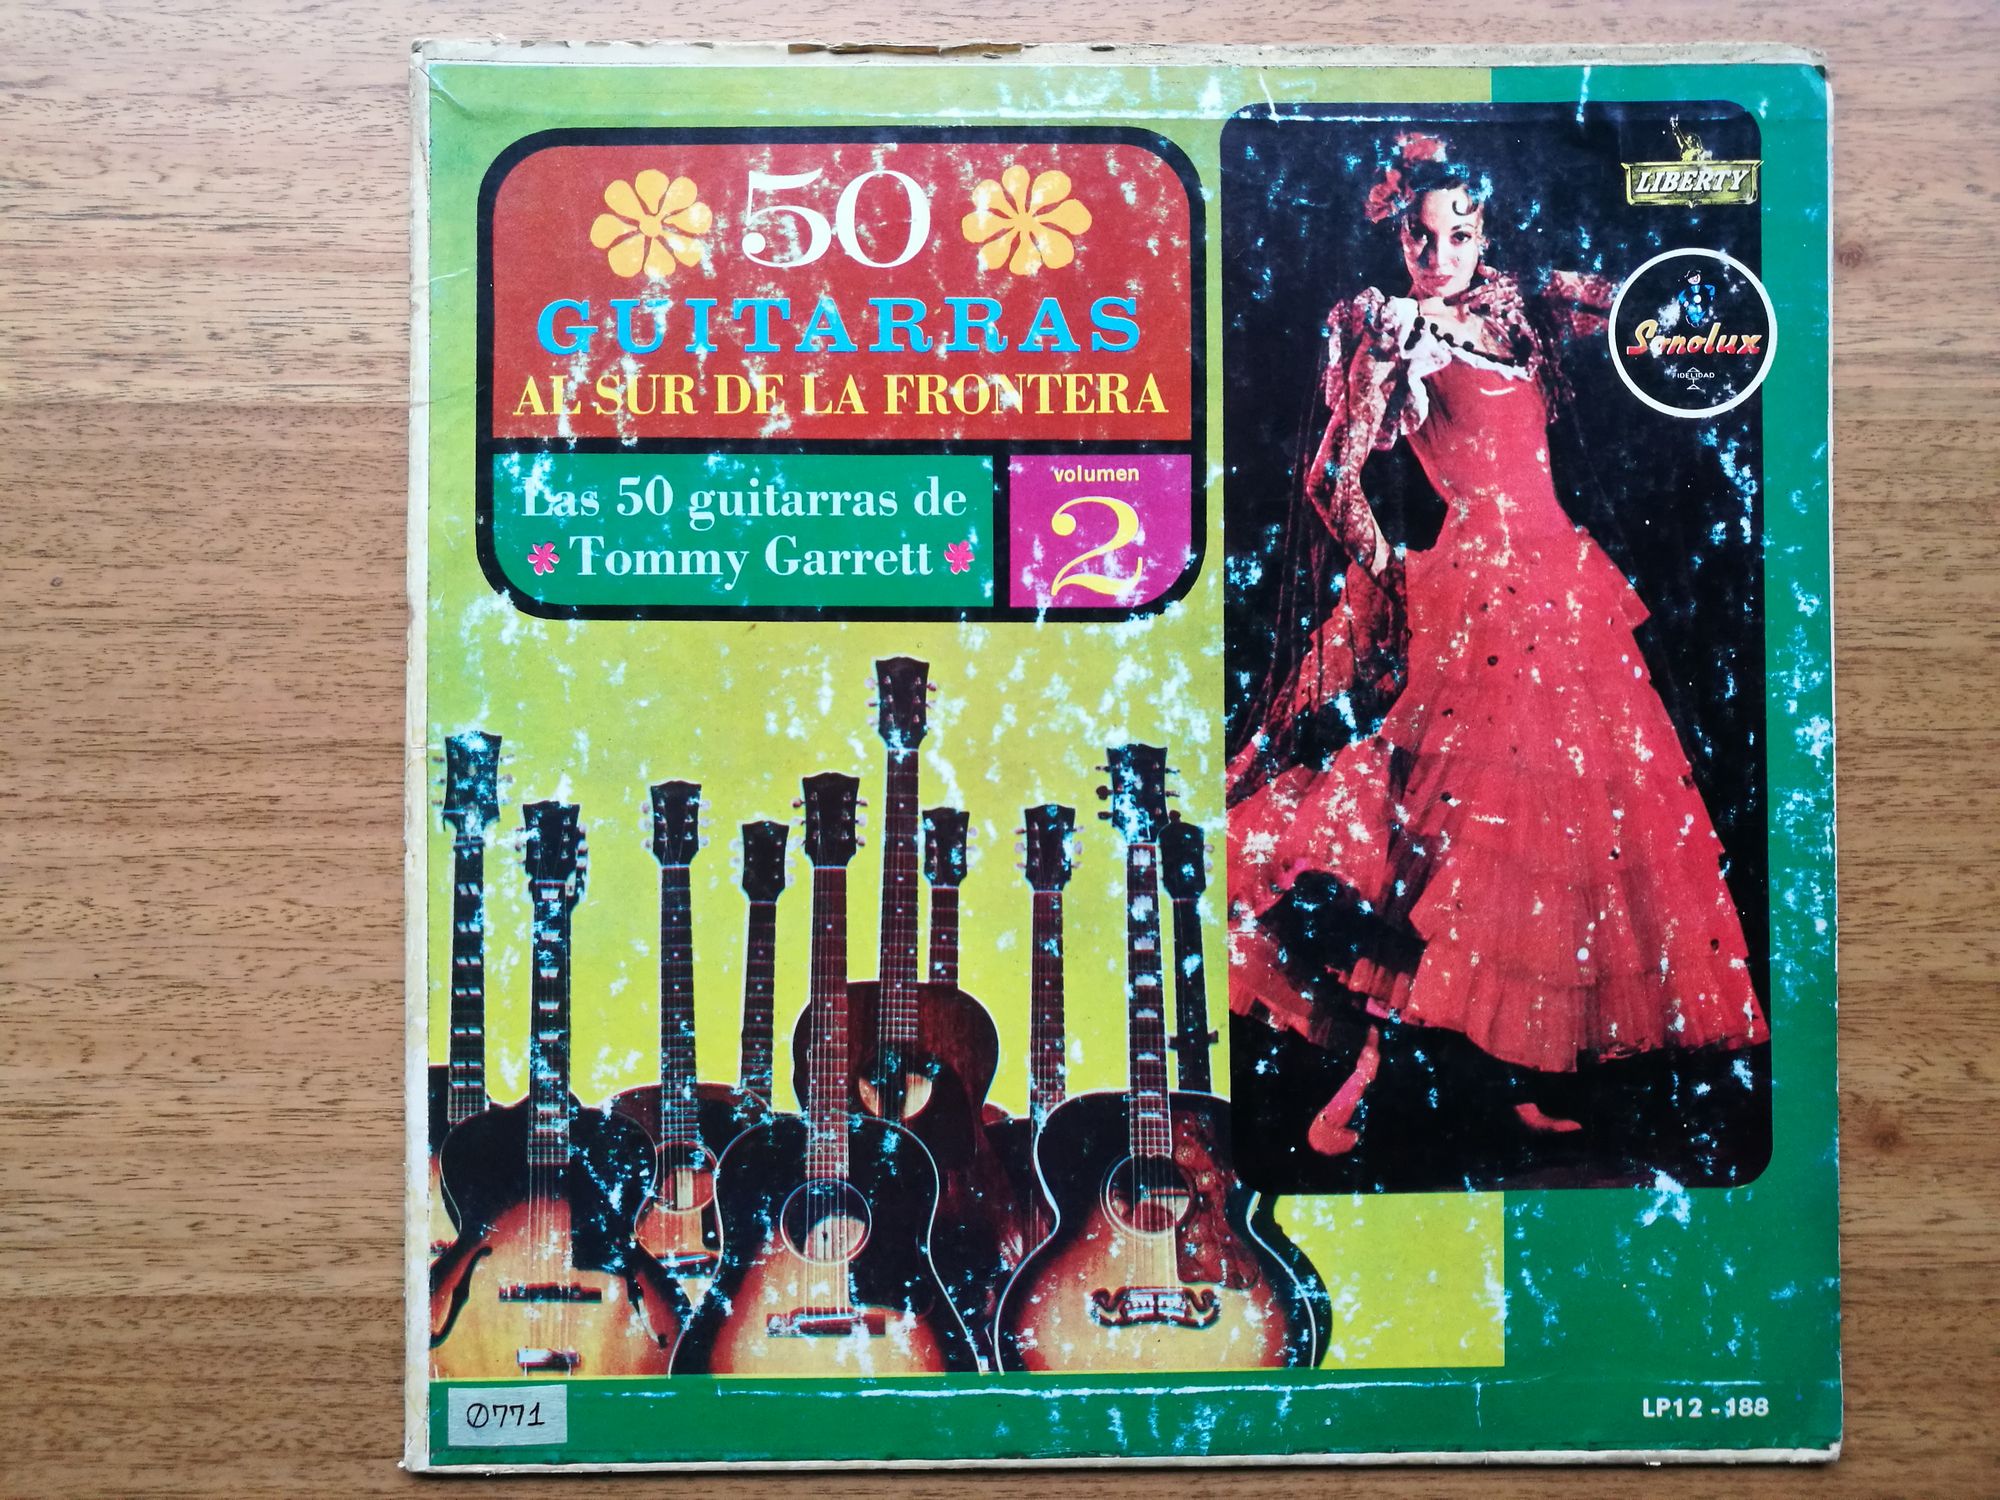 50
GUITARRAS
AL SUR DE LA FRONTERA
Las 50 guitarras de
Tommy Garrett
volumen
2
LIBERTY
Sonolux
FIDELIDAD
LP12-188
0771